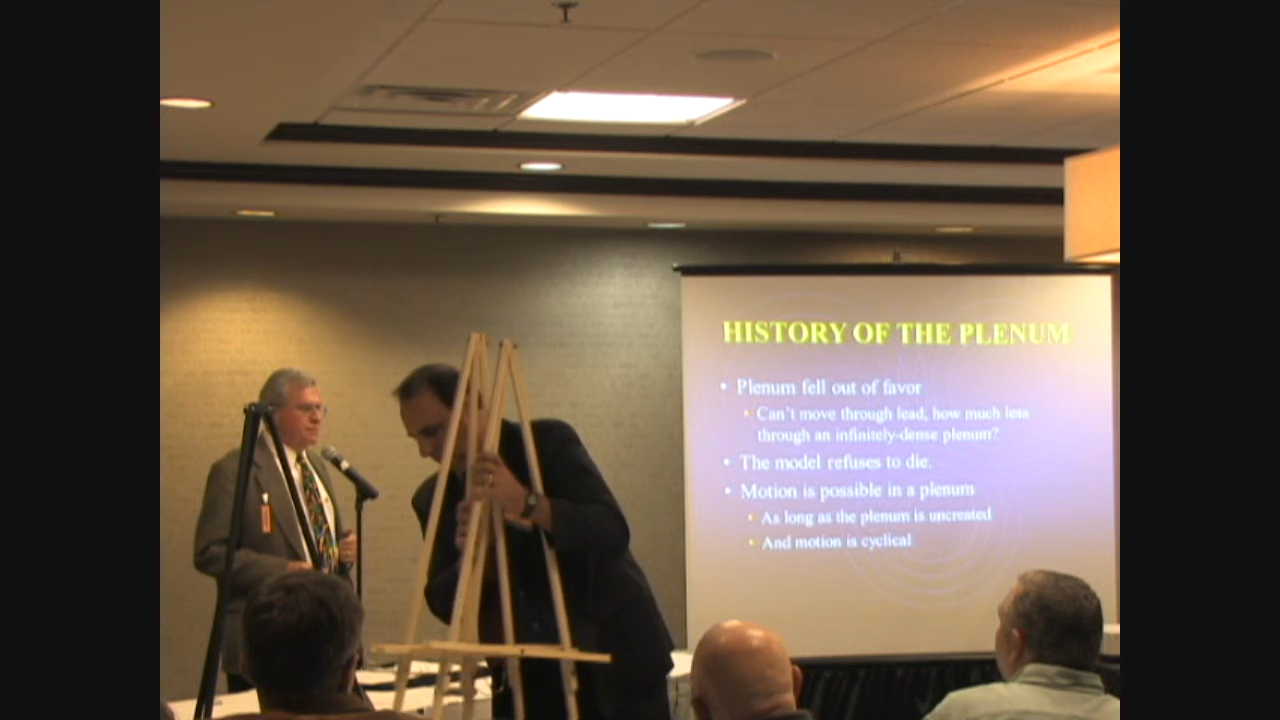 HISTORY OF THE PLENUM
• Plenum fell out of favor
• Can't move through lead, how much less
through an infinitely-dense plenum?
• The model refuses to die.
• Motion is possible in a plenum
• As long as the plenum is uncreated
• And motion is cyclical